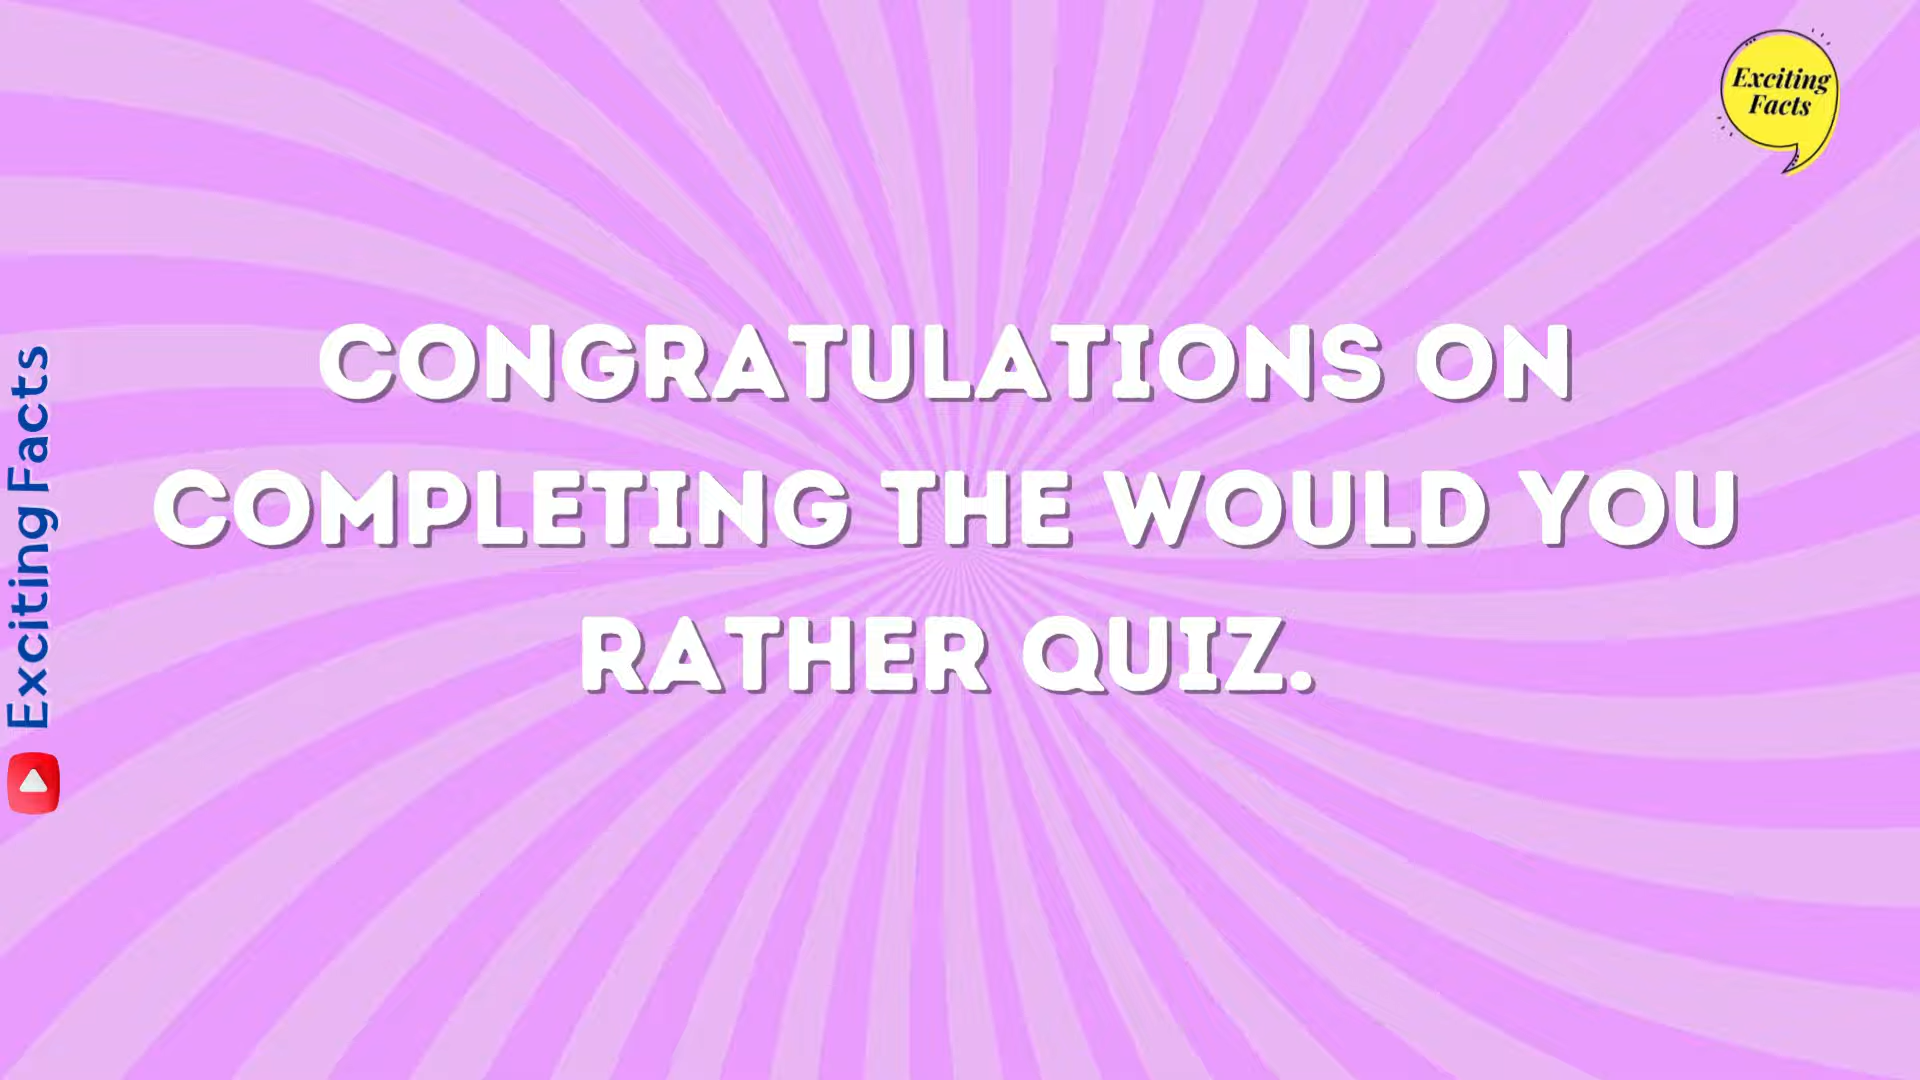 Exciting
Facts
CONGRATULATIONS ON
COMPLETING THE WOULD YOU
RATHER QUIZ.
Exciting Facts